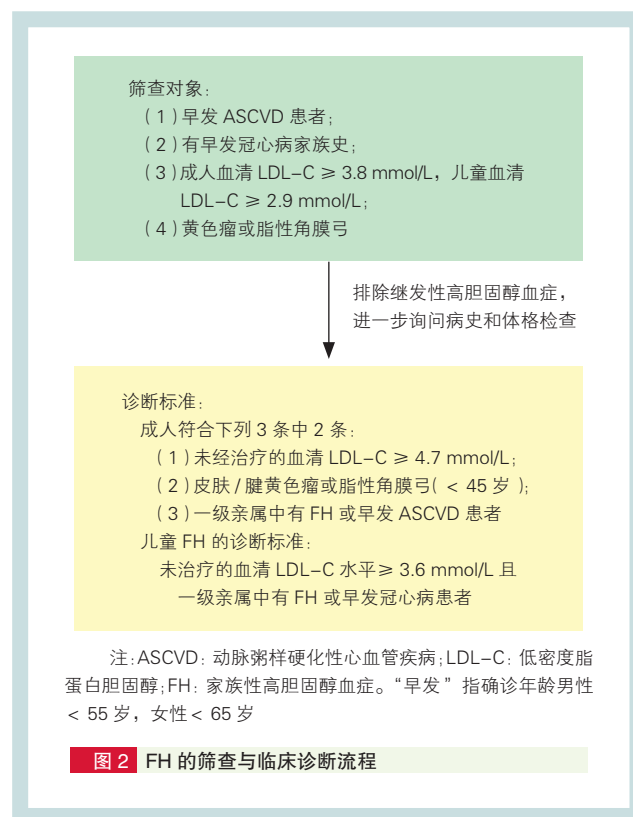 筛查对象:
(1)早发 ASCVD 患者;
(2)有早发冠心病家族史;
(3)成人血清 LDL-C ≥ 3.8 mmol/L，儿童血清
LDL-C ≥ 2.9 mmol/L;
(4)黄色瘤或脂性角膜弓
排除继发性高胆固醇血症，
进一步询问病史和体格检查
诊断标准:
成人符合下列 3 条中 2 条:
(1)未经治疗的血清 LDL-C ≥ 4.7 mmol/L;
(2)皮肤 / 腱黄色瘤或脂性角膜弓( < 45 岁 );
(3)一级亲属中有 FH 或早发 ASCVD 患者
儿童 FH 的诊断标准:
未治疗的血清 LDL-C 水平≥ 3.6 mmol/L 且
一级亲属中有 FH 或早发冠心病患者
注:ASCVD: 动脉粥样硬化性心血管疾病;LDL-C: 低密度脂
蛋白胆固醇;FH: 家族性高胆固醇血症。“早发” 指确诊年龄男性
< 55 岁，女性< 65 岁
图 2 FH 的筛查与临床诊断流程